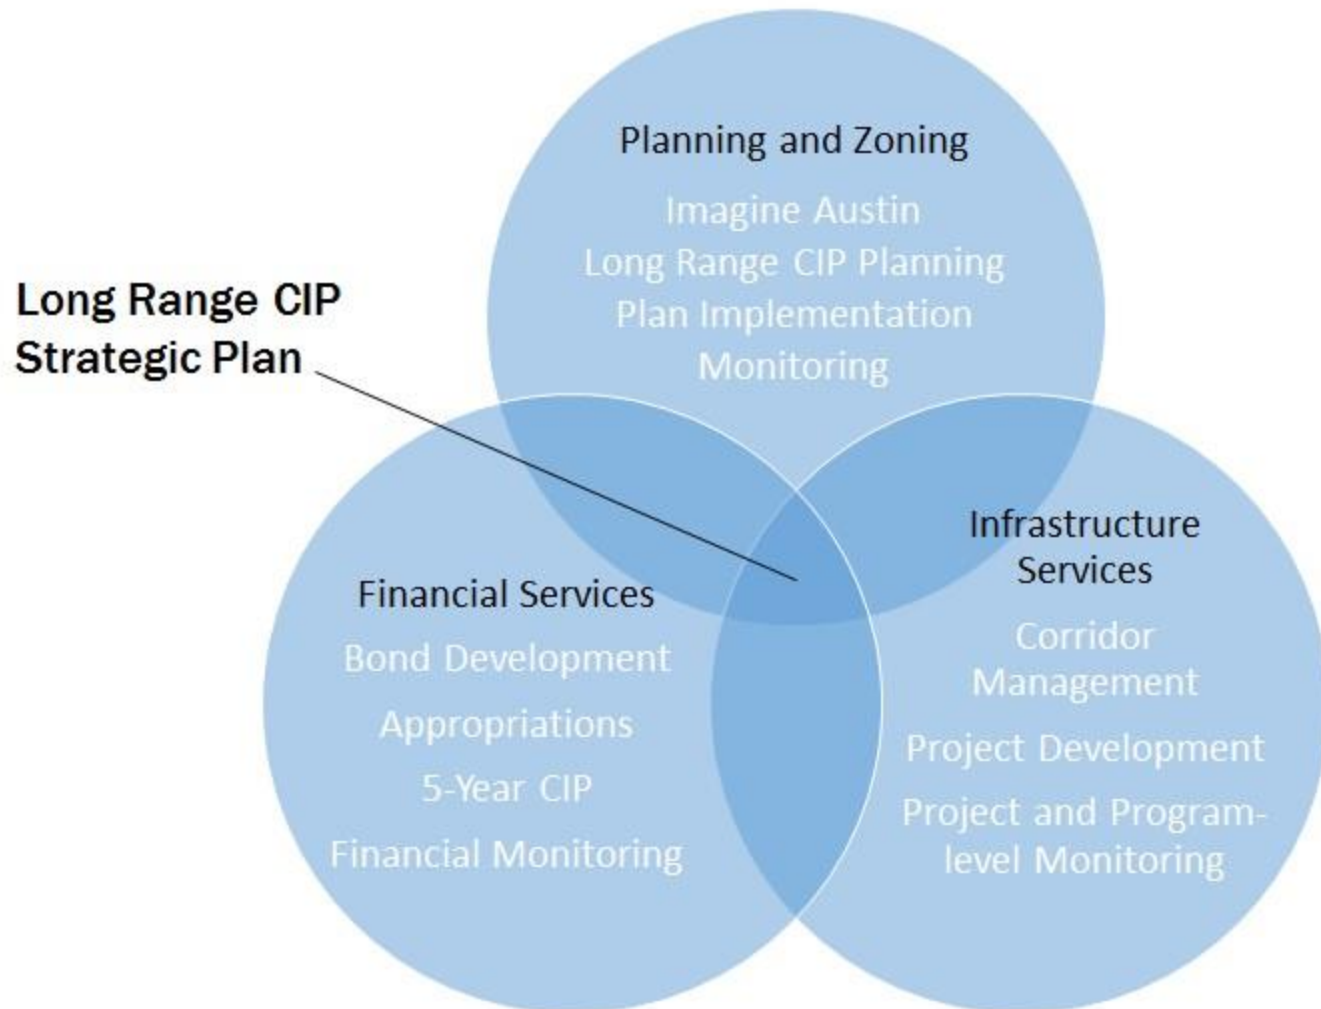 Planning and Zoning
Imagine Austin
Long Range CIP Planning
Plan Implementation
Monitoring
Long Range CIP
Strategic Plan
Financial Services
Bond Development
Appropriations
5-Year CIP
Financial Monitoring
Infrastructure
Services
Corridor
Management
Project Development
Project and Program-
level Monitoring